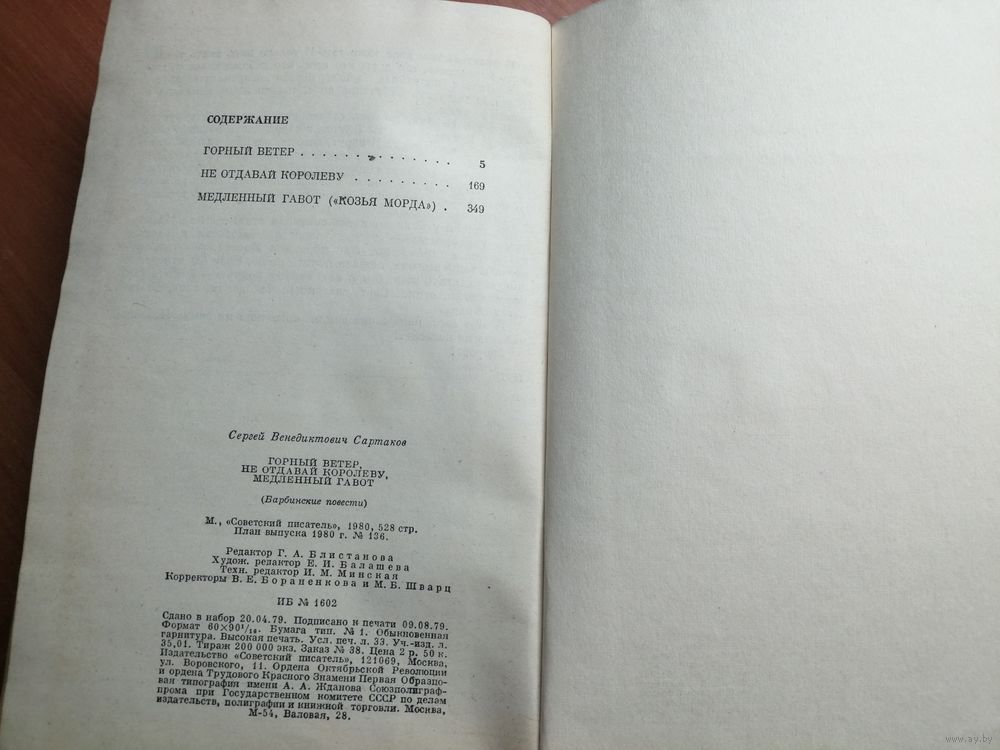 СОДЕРЖАНИЕ
ГОРНЫЙ ВЕТЕР . . . . . . . . . . . . . . 5
НЕ ОТДАВАЙ КОРОЛЕВУ . . . . . . . . . 169
МЕДЛЕННЫЙ ГАВОТ («КОЗЬЯ МОРДА») . 349
Сергей Венедиктович Сартаков
ГОРНЫЙ ВЕТЕР,
НЕ ОТДАВАЙ КОРОЛЕВУ,
МЕДЛЕННЫЙ ГАВОТ
(Барбинские повести)
М., «Советский писатель», 1980, 528 стр.
План выпуска 1980 г. № 136.
Редактор Г. А. Блистанова
Худож. редактор Е. И. Балашева
Техн. редактор И. М. Минская
Корректоры В. Е. Бораненкова и М. Б. Шварц
ИБ № 1602
Сдано в набор 20.04.79. Подписано к печати 09.08.79.
Формат 60×90¹/₁₆. Бумага тип. № 1. Обыкновенная
гарнитура. Высокая печать. Усл. печ. л. 33. Уч.-изд. л.
35,01. Тираж 200 000 экз. Заказ № 38. Цена 2 р. 50 к.
Издательство «Советский писатель», 121069, Москва,
ул. Воровского, 11. Ордена Октябрьской Революции
и ордена Трудового Красного Знамени Первая Образцо-
вая типография имени А. А. Жданова Союзполиграф-
прома при Государственном комитете СССР по делам
издательств, полиграфии и книжной торговли. Москва,
М-54, Валовая, 28.
www.ay.by